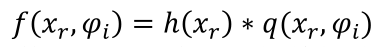 f(x_r, φ_i) = h(x_r) * q(x_r, φ_i)